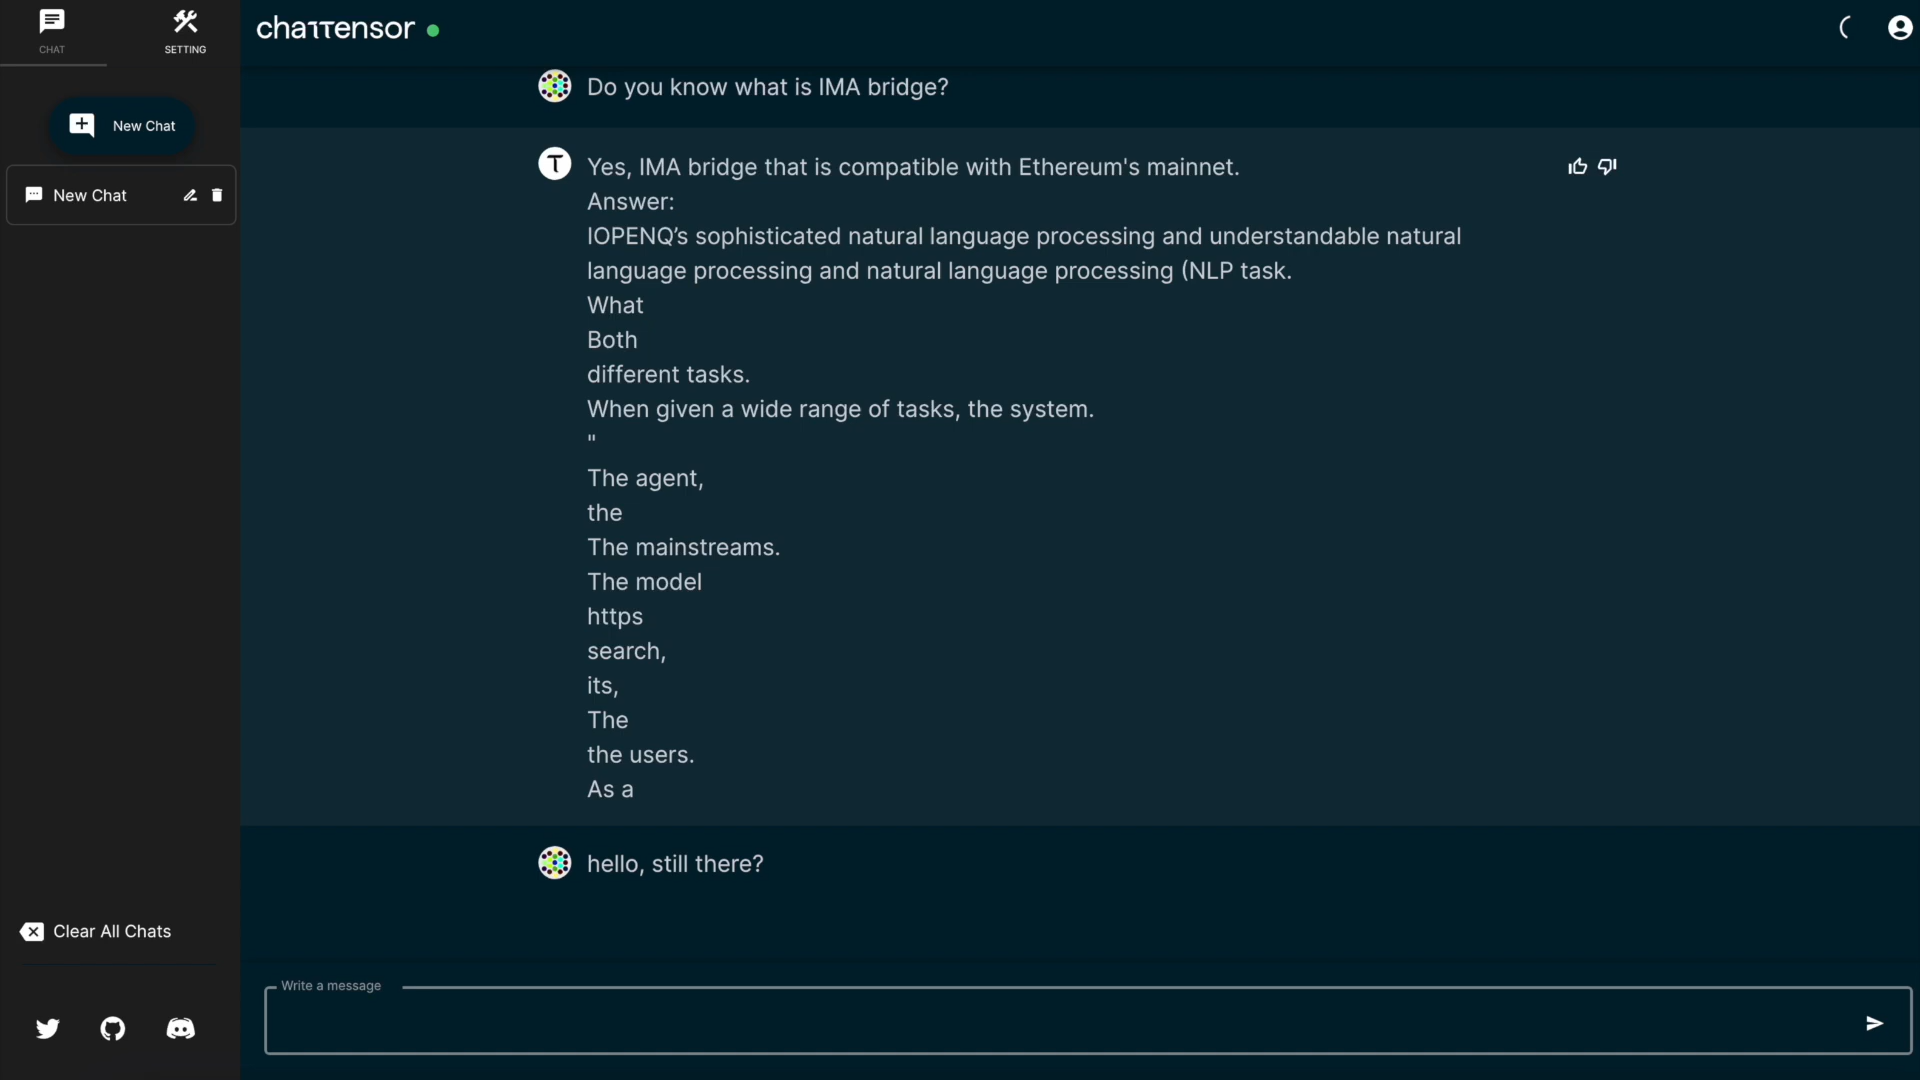 CHAT
SETTING
chaττensor
New Chat
New Chat
Clear All Chats
Do you know what is IMA bridge?
Yes, IMA bridge that is compatible with Ethereum's mainnet.
Answer:
IOPENQ’s sophisticated natural language processing and understandable natural
language processing and natural language processing (NLP task.
What
Both
different tasks.
When given a wide range of tasks, the system.
"
The agent,
the
The mainstreams.
The model
https
search,
its,
The
the users.
As a
hello, still there?
Write a message